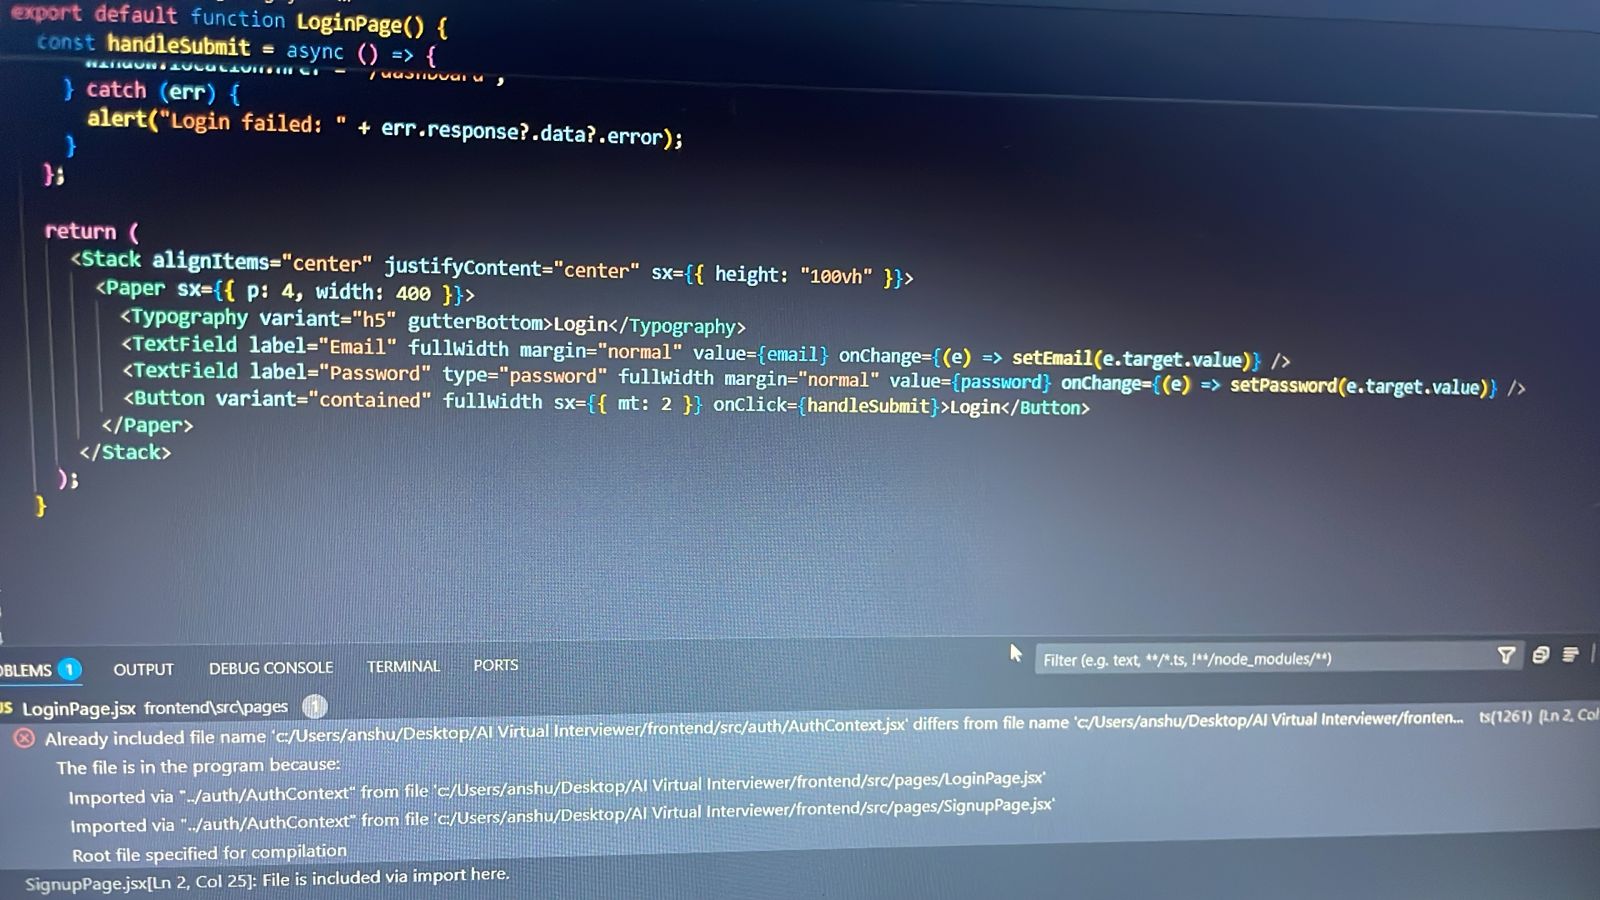 export default function LoginPage() {
const handleSubmit = async () => {
window.location.href = "/dashboard",
} catch (err) {
alert("Login failed: " + err.response?.data?.error);
}
};
return (
<Stack alignItems="center" justifyContent="center" sx={{ height: "100vh" }}>
<Paper sx={{ p: 4, width: 400 }}>
<Typography variant="h5" gutterBottom>Login</Typography>
<TextField label="Email" fullWidth margin="normal" value={email} onChange={(e) => setEmail(e.target.value)} />
<TextField label="Password" type="password" fullWidth margin="normal" value={password} onChange={(e) => setPassword(e.target.value)} />
<Button variant="contained" fullWidth sx={{ mt: 2 }} onClick={handleSubmit}>Login</Button>
</Paper>
</Stack>
);
}
OBLEMS 1 OUTPUT DEBUG CONSOLE TERMINAL PORTS Filter (e.g. text, **/*.ts, !**/node_modules/**)
JS LoginPage.jsx frontend\src\pages 1
Already included file name 'c:/Users/anshu/Desktop/AI Virtual Interviewer/frontend/src/auth/AuthContext.jsx' differs from file name 'c:/Users/anshu/Desktop/AI Virtual Interviewer/fronten... ts(1261) [Ln 2, Col
The file is in the program because:
Imported via "../auth/AuthContext" from file 'c:/Users/anshu/Desktop/AI Virtual Interviewer/frontend/src/pages/LoginPage.jsx'
Imported via "../auth/AuthContext" from file 'c:/Users/anshu/Desktop/AI Virtual Interviewer/frontend/src/pages/SignupPage.jsx'
Root file specified for compilation
SignupPage.jsx[Ln 2, Col 25]: File is included via import here.